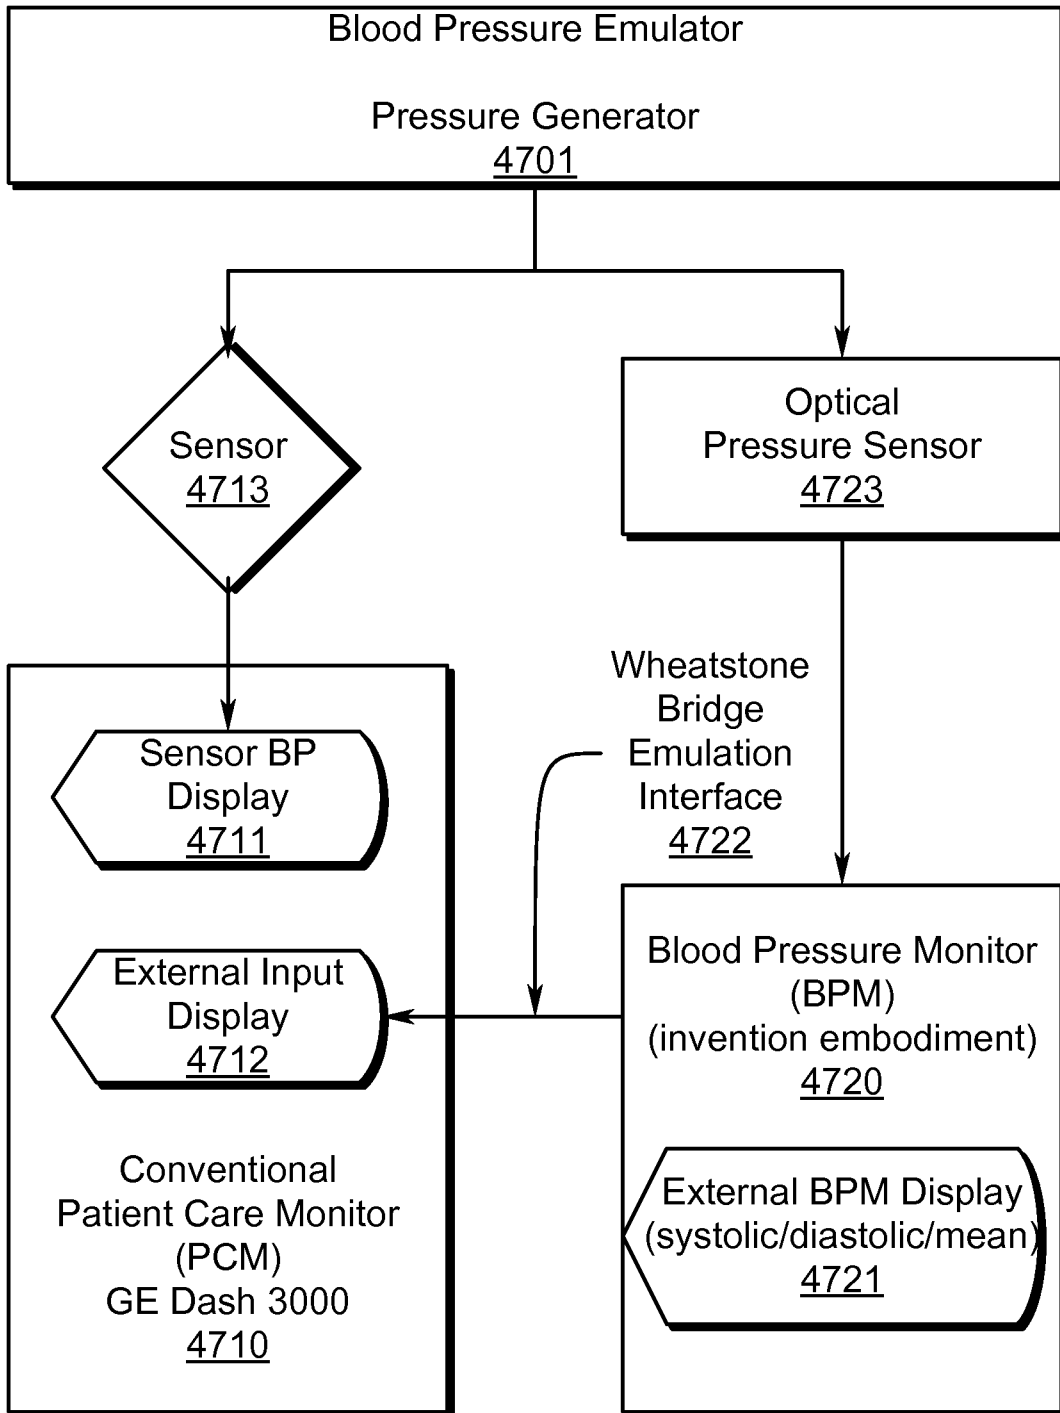 Blood Pressure Emulator
Pressure Generator
4701
Sensor
4713
Optical
Pressure Sensor
4723
Wheatstone
Bridge
Emulation
Interface
4722
Sensor BP
Display
4711
External Input
Display
4712
Conventional
Patient Care Monitor
(PCM)
GE Dash 3000
4710
Blood Pressure Monitor
(BPM)
(invention embodiment)
4720
External BPM Display
(systolic/diastolic/mean)
4721